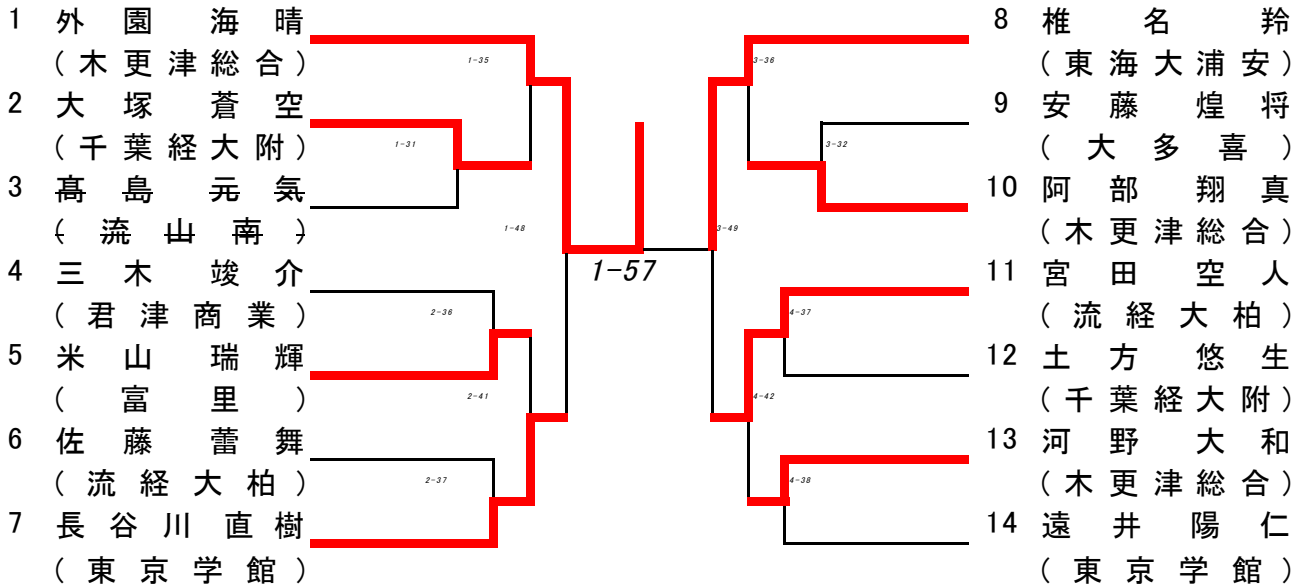 1 外園海晴
(木更津総合)
2 大塚蒼空
(千葉経大附)
3 髙島元気
(流山南)
4 三木竣介
(君津商業)
5 米山瑞輝
(富里)
6 佐藤蕾舞
(流経大柏)
7 長谷川直樹
(東京学館)
1-35
1-31
1-48
2-36
2-41
2-37
1-57
3-36
3-32
3-49
4-37
4-42
4-38
8 椎名羚
(東海大浦安)
9 安藤煌将
(大多喜)
10 阿部翔真
(木更津総合)
11 宮田空人
(流経大柏)
12 土方悠生
(千葉経大附)
13 河野大和
(木更津総合)
14 遠井陽仁
(東京学館)